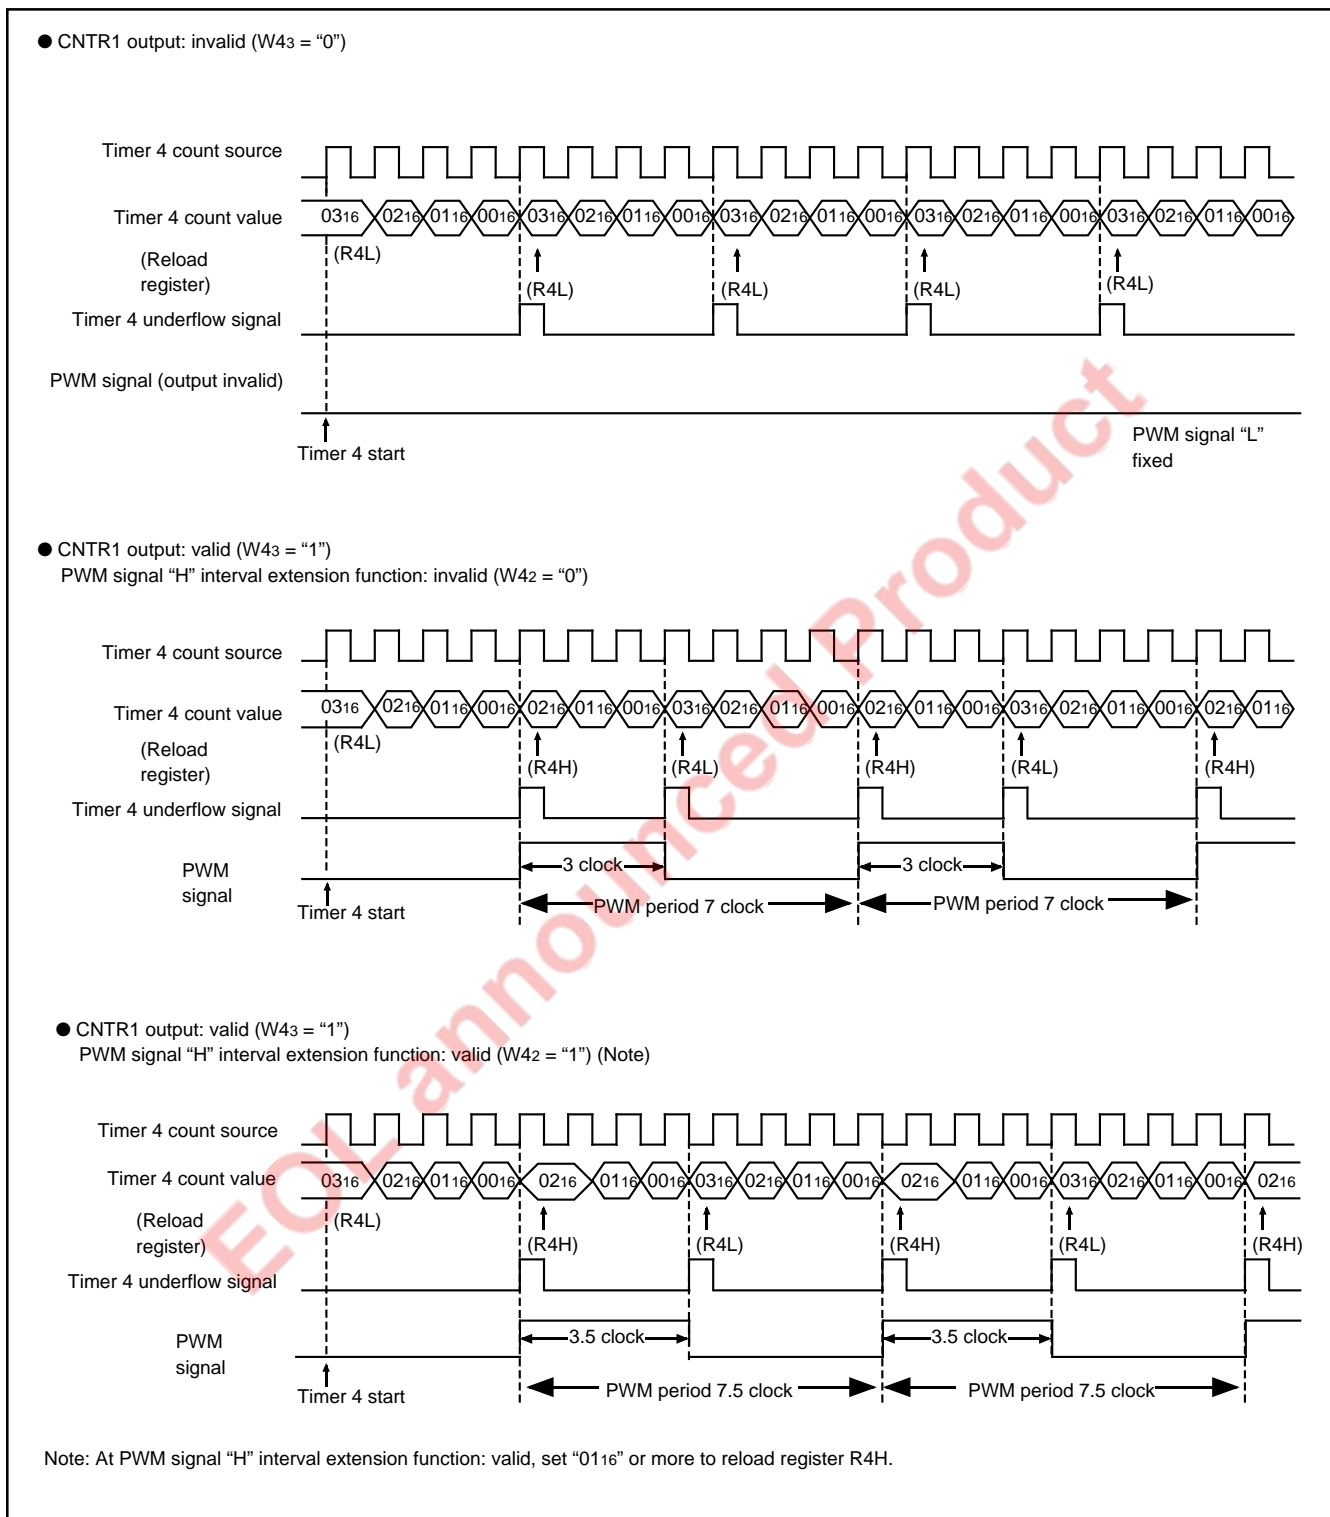 ● CNTR1 output: invalid (W43 = “0”)
Timer 4 count source
Timer 4 count value
0316 0216 0116 0016 0316 0216 0116 0016 0316 0216 0116 0016 0316 0216 0116 0016 0316 0216 0116 0016
(Reload
register)
(R4L)
(R4L) (R4L) (R4L) (R4L)
Timer 4 underflow signal
PWM signal (output invalid)
Timer 4 start
PWM signal “L”
fixed
● CNTR1 output: valid (W43 = “1”)
PWM signal “H” interval extension function: invalid (W42 = “0”)
Timer 4 count source
Timer 4 count value
0316 0216 0116 0016 0216 0116 0016 0316 0216 0116 0016 0216 0116 0016 0316 0216 0116 0016 0216 0116
(Reload
register)
(R4L)
(R4H) (R4L) (R4H) (R4L) (R4H)
Timer 4 underflow signal
PWM
signal
3 clock 3 clock
PWM period 7 clock PWM period 7 clock
Timer 4 start
● CNTR1 output: valid (W43 = “1”)
PWM signal “H” interval extension function: valid (W42 = “1”) (Note)
Timer 4 count source
Timer 4 count value
0316 0216 0116 0016 0216 0116 0016 0316 0216 0116 0016 0216 0116 0016 0316 0216 0116 0016 0216
(Reload
register)
(R4L)
(R4H) (R4L) (R4H) (R4L) (R4H)
Timer 4 underflow signal
PWM
signal
3.5 clock 3.5 clock
PWM period 7.5 clock PWM period 7.5 clock
Timer 4 start
Note: At PWM signal “H” interval extension function: valid, set “0116” or more to reload register R4H.
EOL announced Product